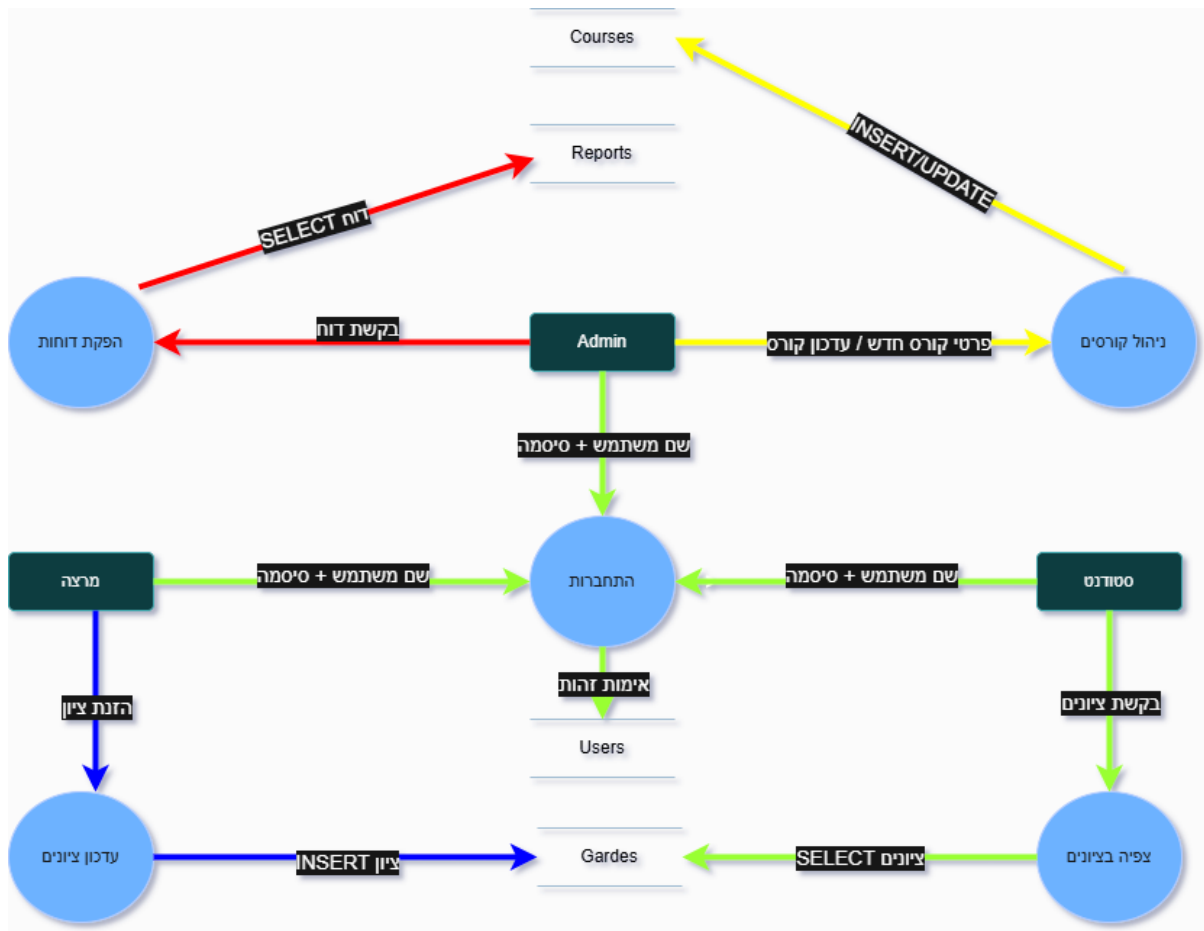 Courses
Reports
INSERT/UPDATE
SELECT דוח
הפקת דוחות
בקשת דוח
Admin
פרטי קורס חדש / עדכון קורס
ניהול קורסים
שם משתמש + סיסמה
מרצה
שם משתמש + סיסמה
התחברות
שם משתמש + סיסמה
סטודנט
הזנת ציון
אימות זהות
בקשת ציונים
Users
עדכון ציונים
INSERT ציון
Gardes
SELECT ציונים
צפיה בציונים